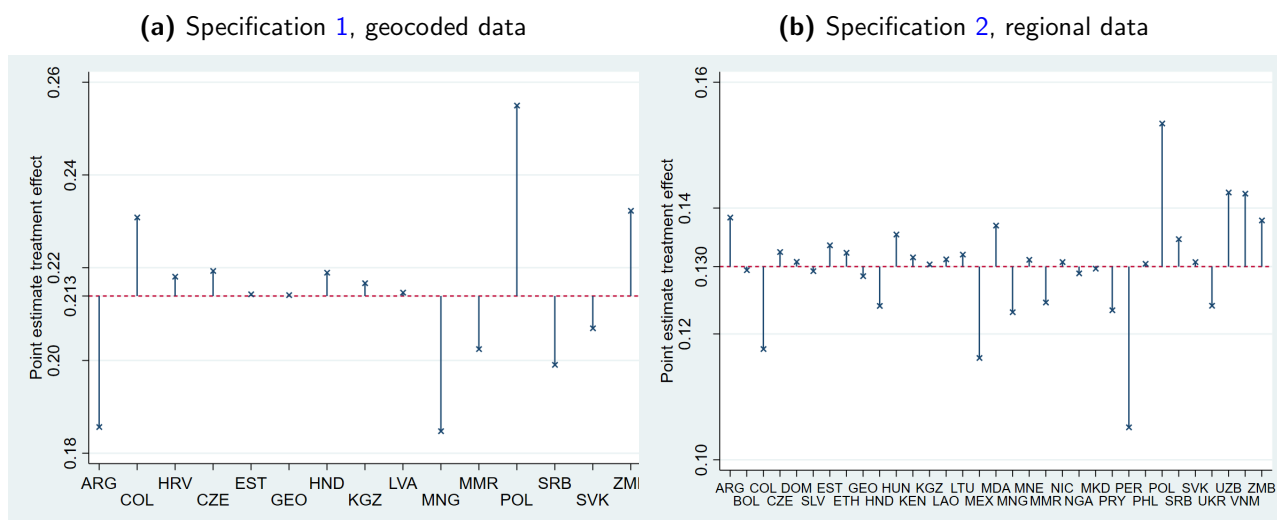 (a) Specification 1, geocoded data
Point estimate treatment effect
0.26
0.24
0.22
0.213
0.20
0.18
ARG HRV EST HND LVA MMR SRB ZMI
COL CZE GEO KGZ MNG POL SVK
(b) Specification 2, regional data
Point estimate treatment effect
0.16
0.14
0.130
0.12
0.10
ARG COL DOM EST GEO HUN KGZ LTU MDA MNE NIC MKD PER POL SVK UZB ZMB
BOL CZE SLV ETH HND KEN LAO MEX MNG MMR NGA PRY PHL SRB UKR VNM